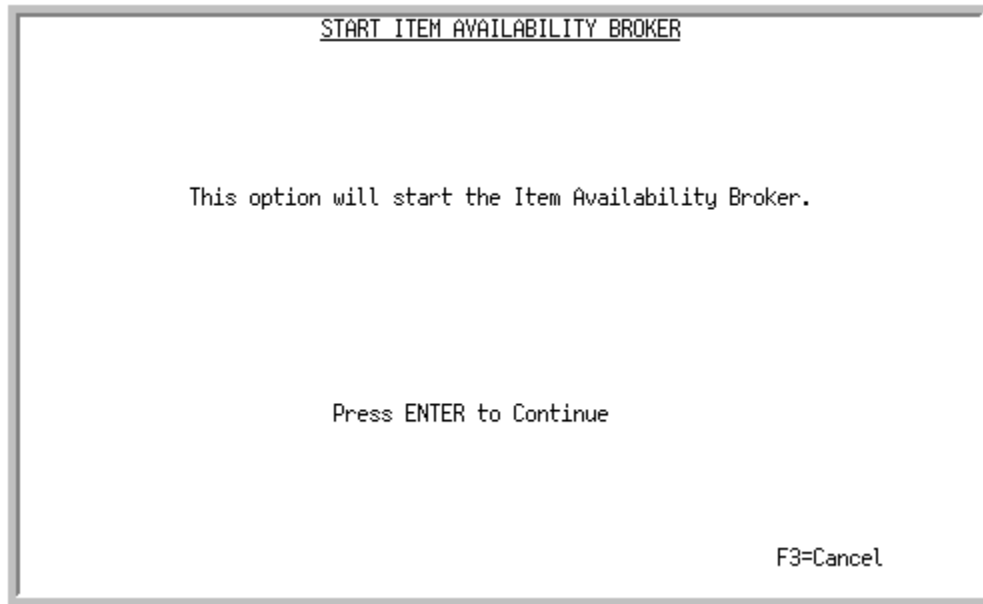 START ITEM AVAILABILITY BROKER
This option will start the Item Availability Broker.
Press ENTER to Continue
F3=Cancel